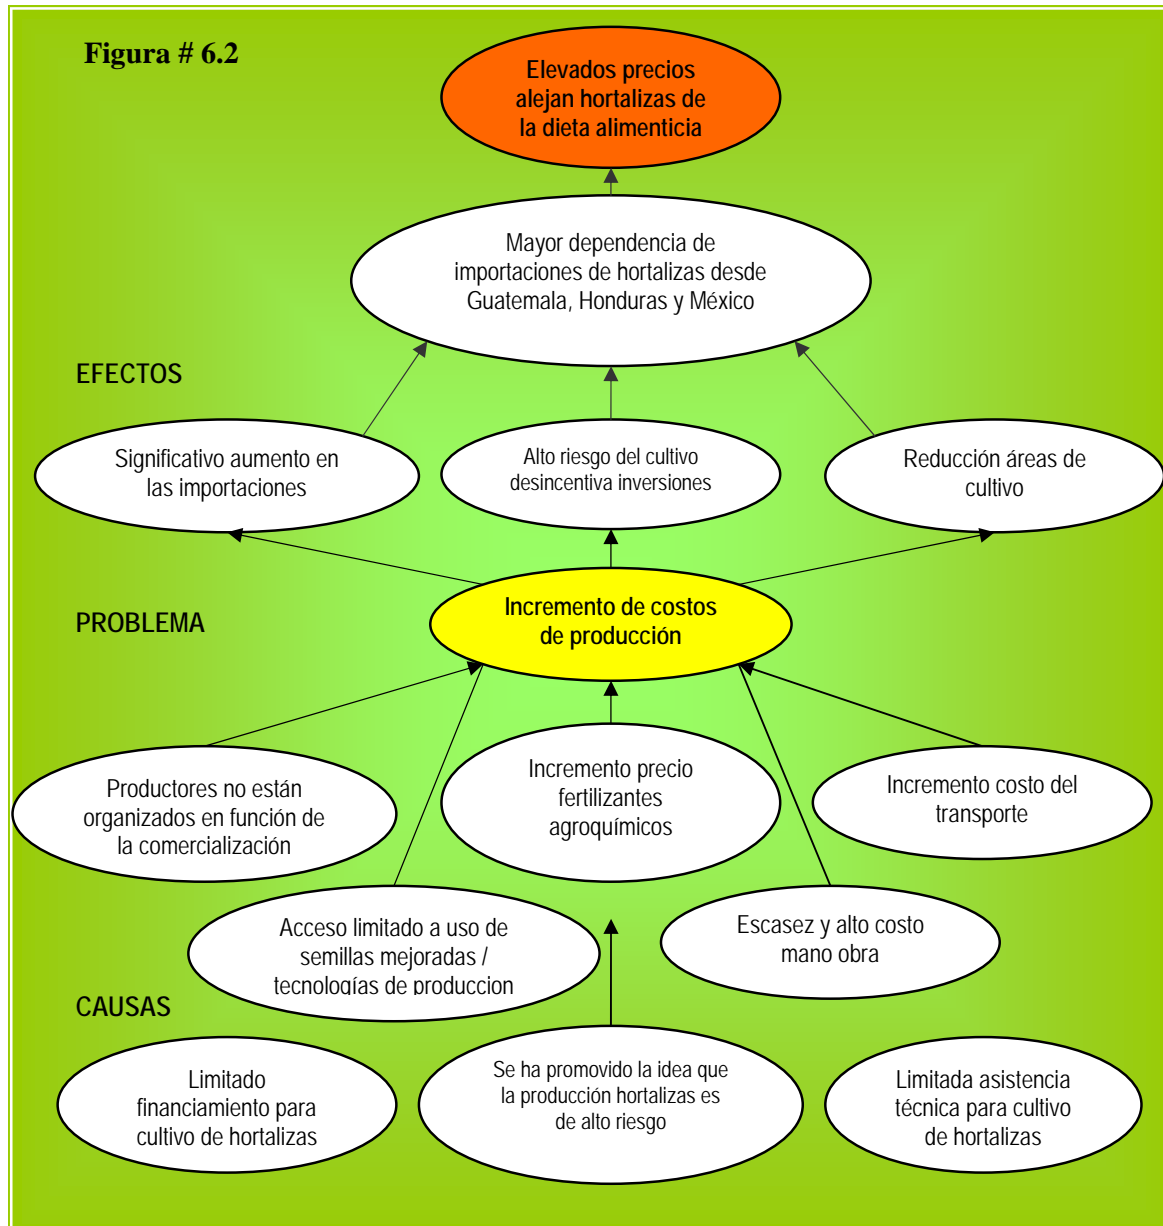 Figura # 6.2
Elevados precios
alejan hortalizas de
la dieta alimenticia
Mayor dependencia de
importaciones de hortalizas desde
Guatemala, Honduras y México
EFECTOS
Significativo aumento en
las importaciones
Alto riesgo del cultivo
desincentiva inversiones
Reducción áreas de
cultivo
PROBLEMA
Incremento de costos
de producción
Productores no están
organizados en función de
la comercialización
Incremento precio
fertilizantes
agroquímicos
Incremento costo del
transporte
Acceso limitado a uso de
semillas mejoradas /
tecnologías de produccion
Escasez y alto costo
mano obra
CAUSAS
Limitado
financiamiento para
cultivo de hortalizas
Se ha promovido la idea que
la producción hortalizas es
de alto riesgo
Limitada asistencia
técnica para cultivo
de hortalizas